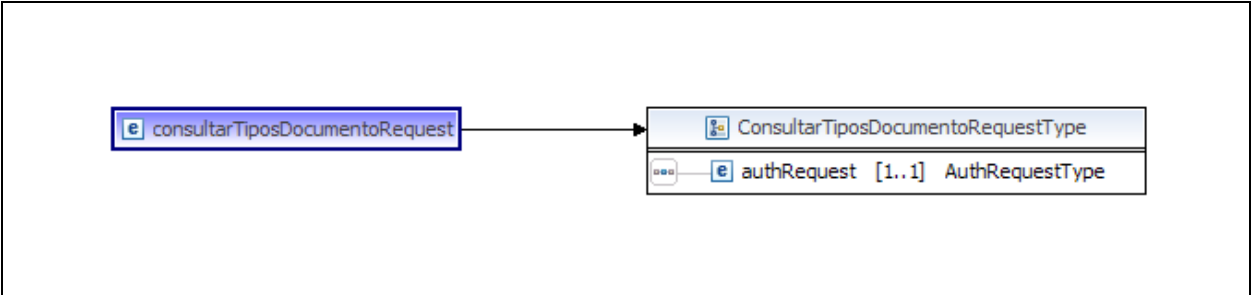 consultarTiposDocumentoRequest
ConsultarTiposDocumentoRequestType
authRequest [1..1] AuthRequestType